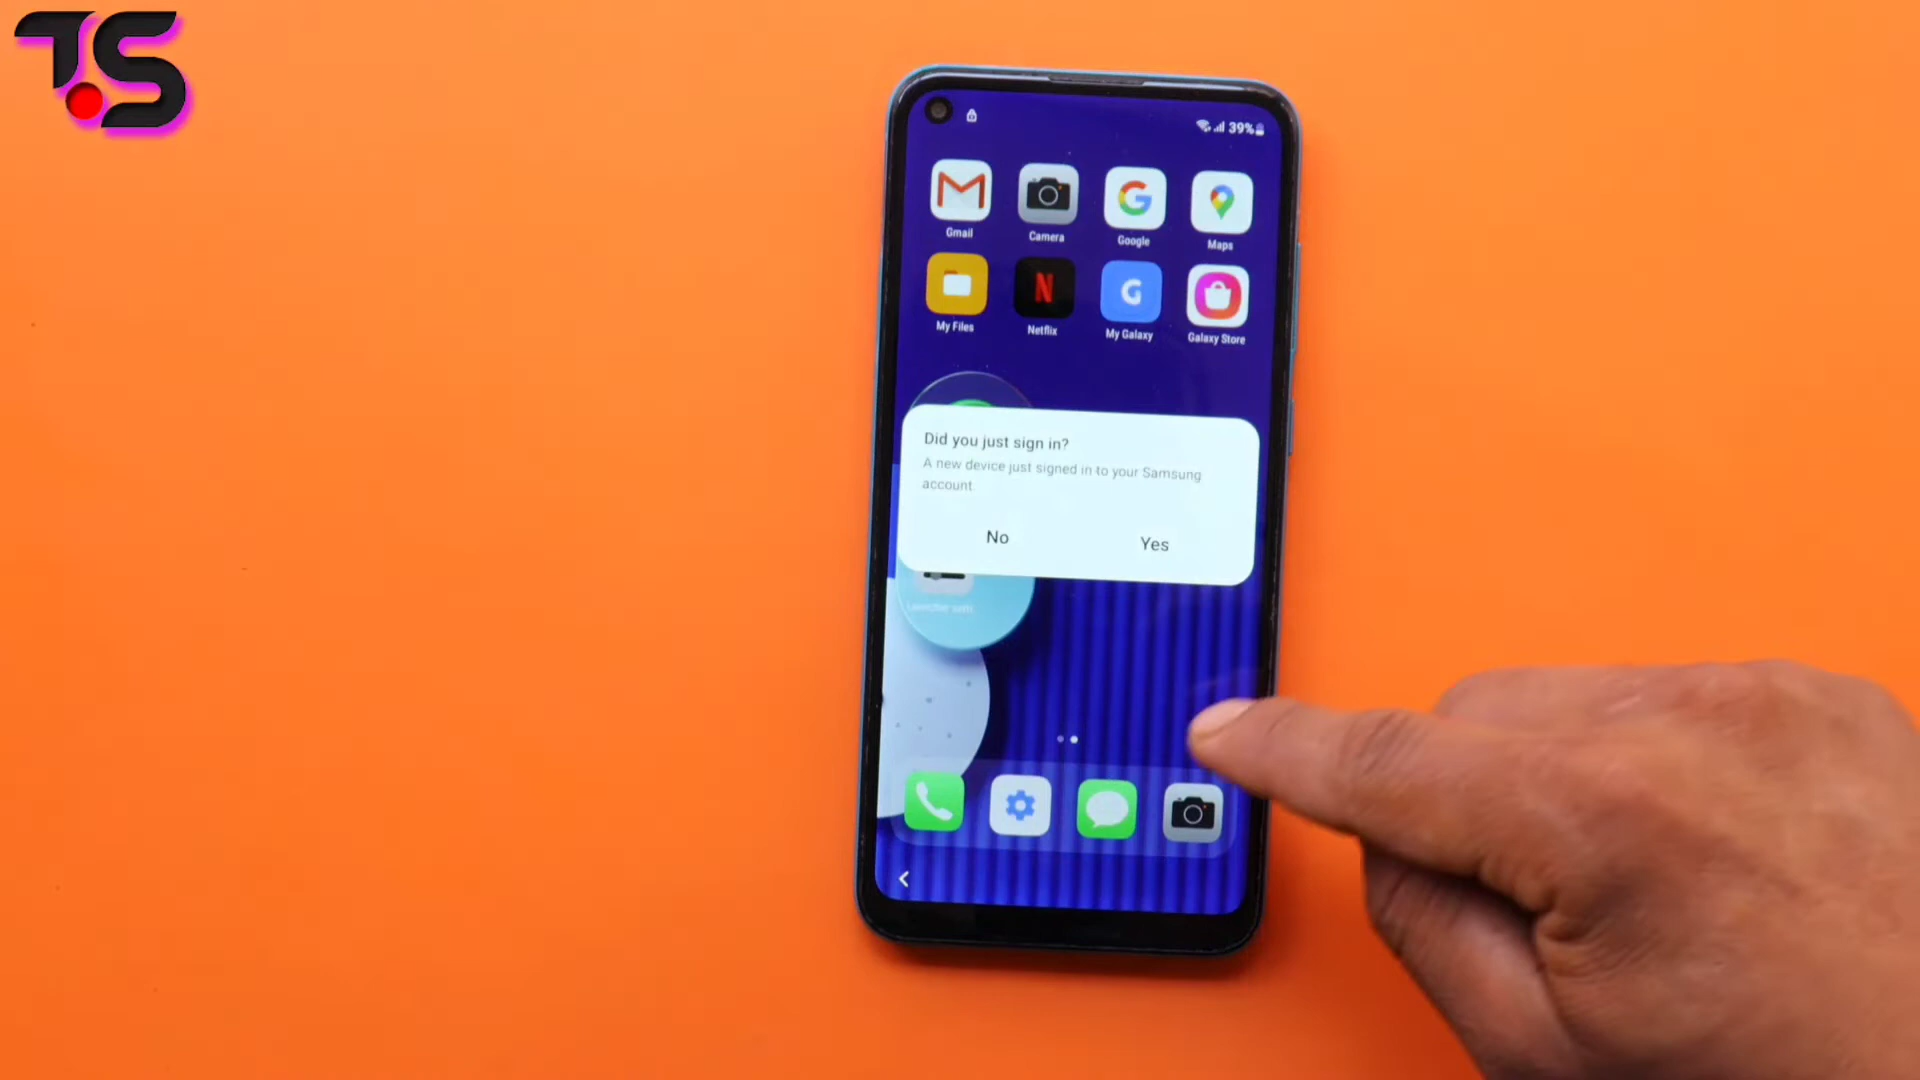 T.S
39%
Gmail
Camera
Google
Maps
My Files
Netflix
My Galaxy
Galaxy Store
Did you just sign in?
A new device just signed in to your Samsung
account.
No
Yes